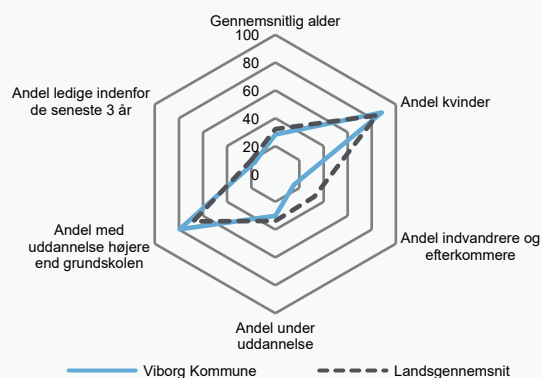 Gennemsnitlig alder
100
80
60
40
20
0
Andel kvinder
Andel indvandrere og
efterkommere
Andel under
uddannelse
Andel med
uddannelse højere
end grundskolen
Andel ledige indenfor
de seneste 3 år
Viborg Kommune
Landsgennemsnit